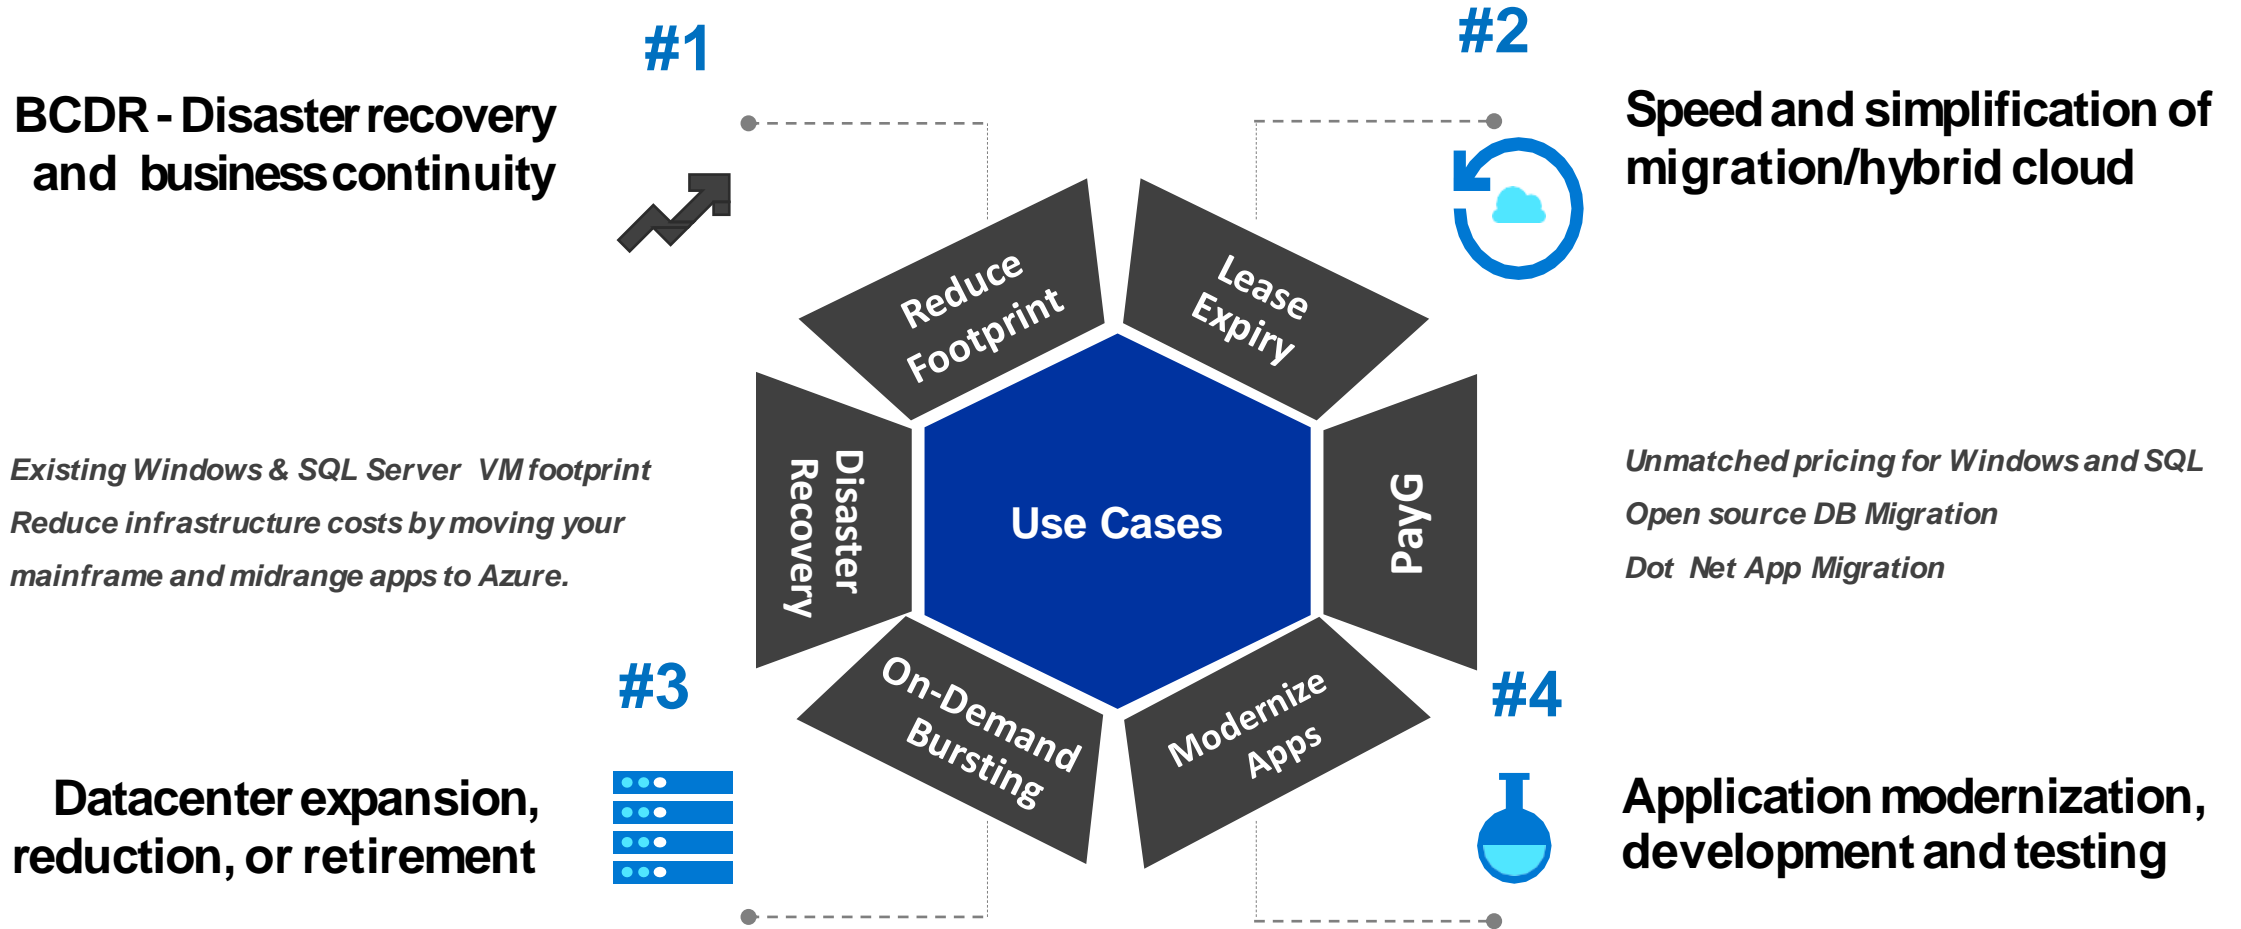 #1
BCDR - Disaster recovery
and business continuity
#2
Speed and simplification of
migration/hybrid cloud
Reduce
Footprint
Lease
Expiry
Disaster
Recovery
Use Cases
PayG
On-Demand
Bursting
Modernize
Apps
Existing Windows & SQL Server VM footprint
Reduce infrastructure costs by moving your
mainframe and midrange apps to Azure.
Unmatched pricing for Windows and SQL
Open source DB Migration
Dot Net App Migration
#3
Datacenter expansion,
reduction, or retirement
#4
Application modernization,
development and testing